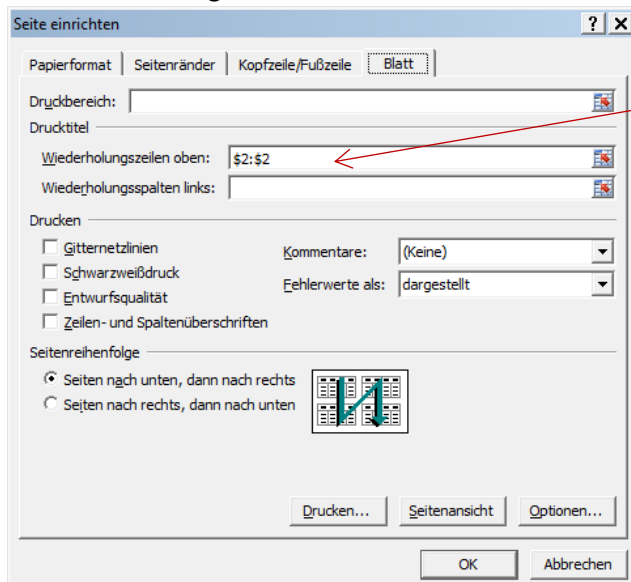 Seite einrichten
Papierformat Seitenränder Kopfzeile/Fußzeile Blatt
Druckbereich:
Drucktitel
Wiederholungszeilen oben: $2:$2
Wiederholungsspalten links:
Drucken
Gitternetzlinien Kommentare: (Keine)
Schwarzweißdruck
Fehlerwerte als: dargestellt
Entwurfsqualität
Zeilen- und Spaltenüberschriften
Seitenreihenfolge
Seiten nach unten, dann nach rechts
Seiten nach rechts, dann nach unten
Drucken... Seitenansicht Optionen...
OK Abbrechen